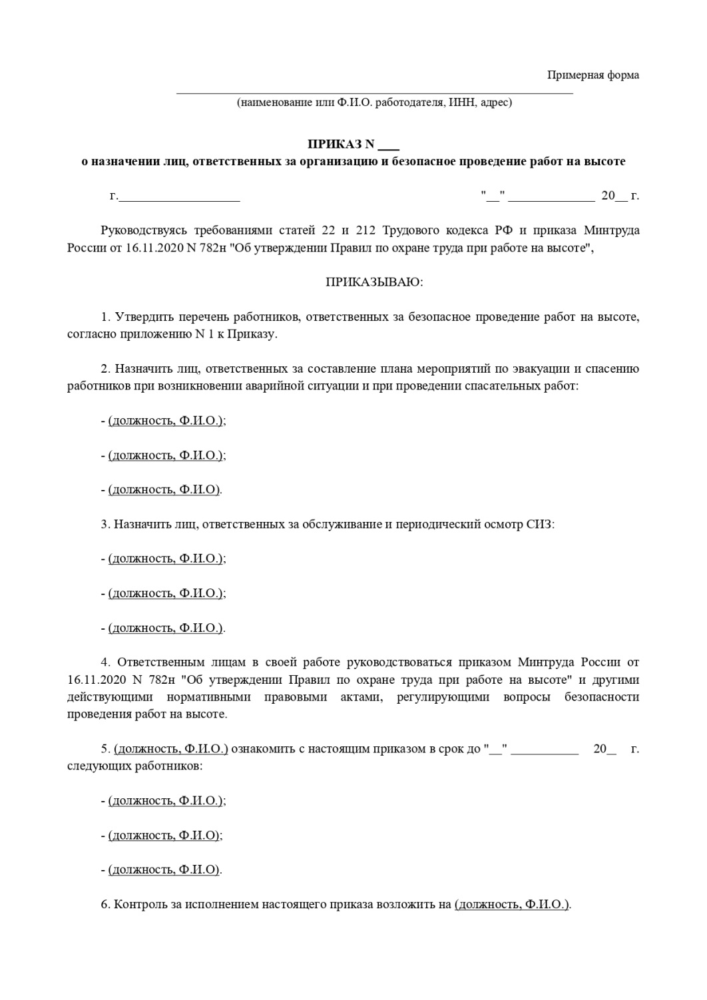 Примерная форма
(наименование или Ф.И.О. работодателя, ИНН, адрес)
ПРИКАЗ N ___
о назначении лиц, ответственных за организацию и безопасное проведение работ на высоте
г.___________________ "__" ______________ 20__ г.
Руководствуясь требованиями статей 22 и 212 Трудового кодекса РФ и приказа Минтруда
России от 16.11.2020 N 782н "Об утверждении Правил по охране труда при работе на высоте",
ПРИКАЗЫВАЮ:
1. Утвердить перечень работников, ответственных за безопасное проведение работ на высоте,
согласно приложению N 1 к Приказу.
2. Назначить лиц, ответственных за составление плана мероприятий по эвакуации и спасению
работников при возникновении аварийной ситуации и при проведении спасательных работ:
- (должность, Ф.И.О.);
- (должность, Ф.И.О.);
- (должность, Ф.И.О).
3. Назначить лиц, ответственных за обслуживание и периодический осмотр СИЗ:
- (должность, Ф.И.О.);
- (должность, Ф.И.О.);
- (должность, Ф.И.О.).
4. Ответственным лицам в своей работе руководствоваться приказом Минтруда России от
16.11.2020 N 782н "Об утверждении Правил по охране труда при работе на высоте" и другими
действующими нормативными правовыми актами, регулирующими вопросы безопасности
проведения работ на высоте.
5. (должность, Ф.И.О.) ознакомить с настоящим приказом в срок до "__" ___________ 20__ г.
следующих работников:
- (должность, Ф.И.О.);
- (должность, Ф.И.О);
- (должность, Ф.И.О).
6. Контроль за исполнением настоящего приказа возложить на (должность, Ф.И.О.).